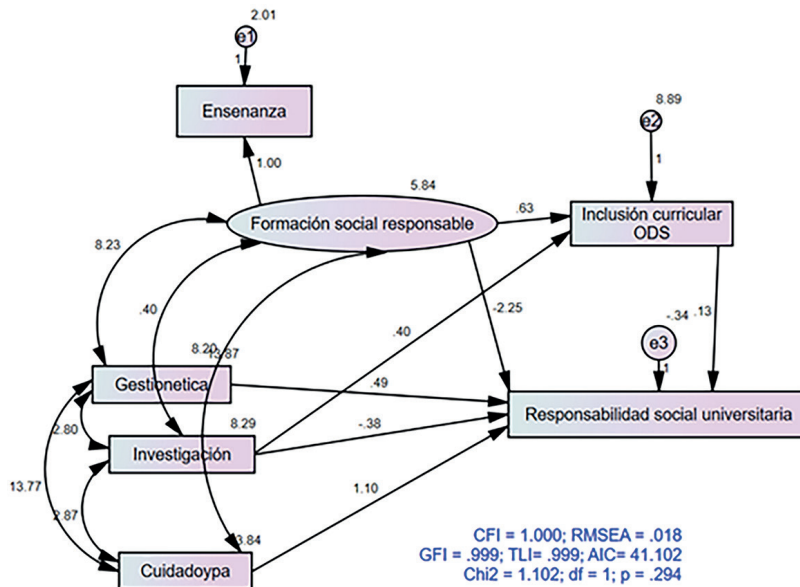 2.01
e1
1
Ensenanza
1.00
8.89
e2
1
5.84
Formación social responsable
.63
Inclusión curricular
ODS
8.23
.40
.40
-2.25
-.34
.13
e3
1
8.20
13.87
Gestionetica
.49
Responsabilidad social universitaria
2.80
8.29
-.38
Investigación
13.77
2.87
1.10
3.84
Cuidadoypa
CFI = 1.000; RMSEA = .018
GFI = .999; TLI= .999; AIC= 41.102
Chi2 = 1.102; df = 1; p = .294